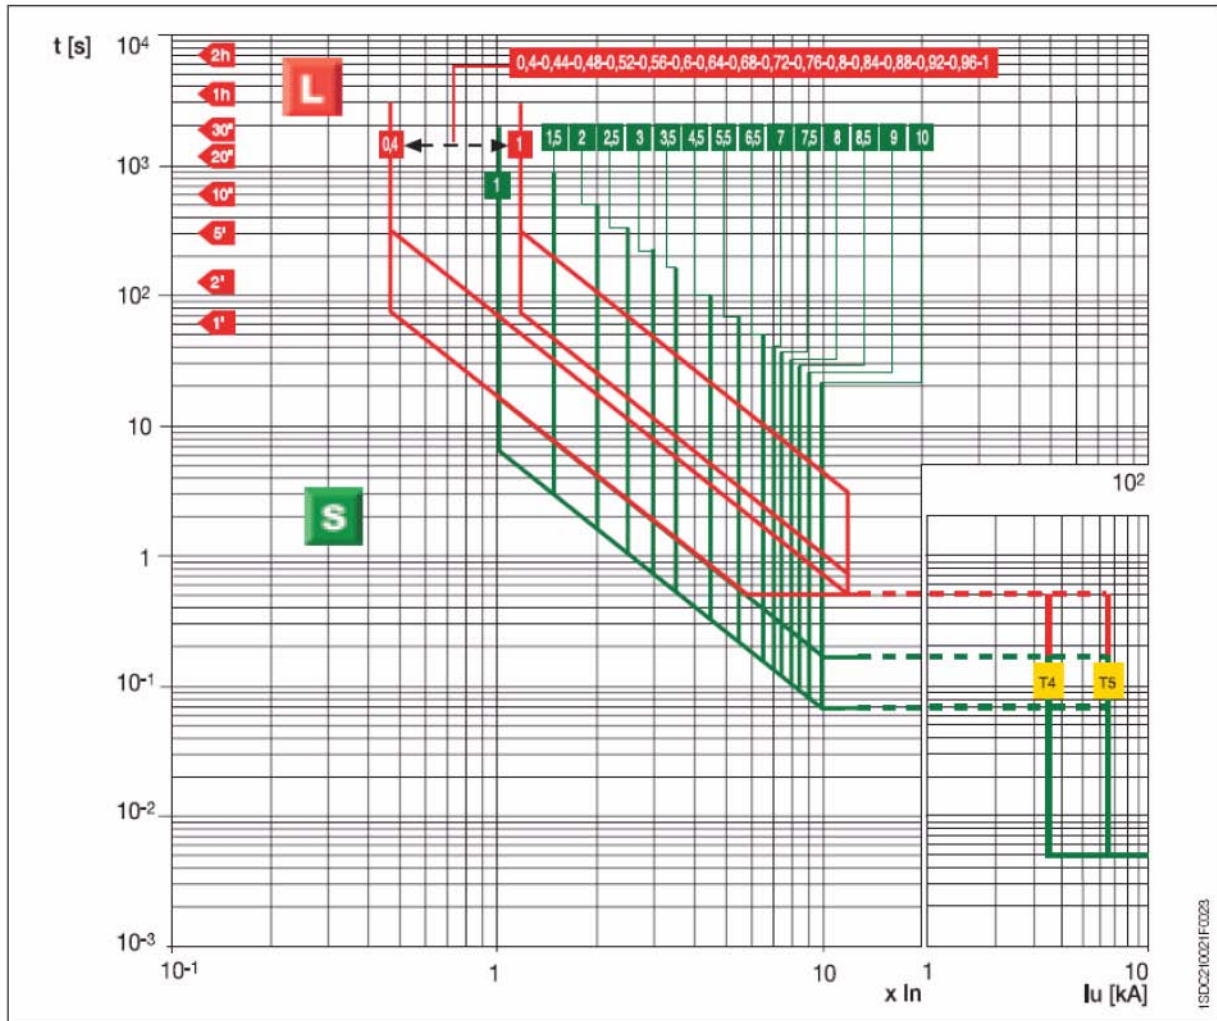 t [s]
10⁴
2h
1h
30'
20'
10³
10'
5'
2'
10²
1'
10
1
10⁻¹
10⁻²
10⁻³
L
0,4-0,44-0,48-0,52-0,56-0,6-0,64-0,68-0,72-0,76-0,8-0,84-0,88-0,92-0,96-1
0,4
1
1,5 2 2,5 3 3,5 4,5 5,5 6,5 7 7,5 8 8,5 9 10
1
S
10²
T4 T5
10⁻¹ 1 10 1 10
x In Iu [kA]
1SDC210021F0323